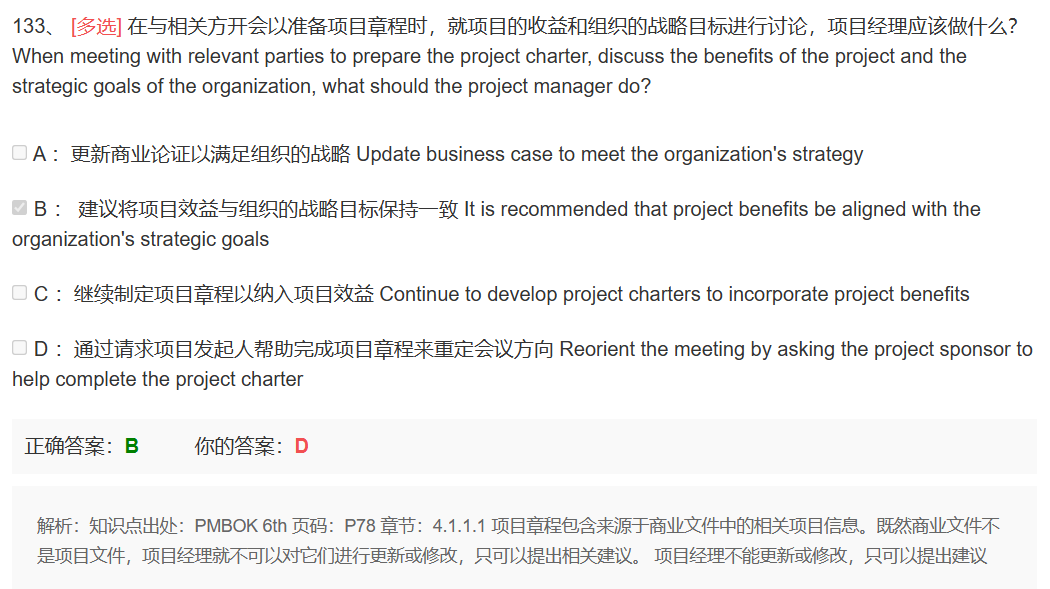 133、 [多选] 在与相关方开会以准备项目章程时，就项目的收益和组织的战略目标进行讨论，项目经理应该做什么？
When meeting with relevant parties to prepare the project charter, discuss the benefits of the project and the
strategic goals of the organization, what should the project manager do?
A： 更新商业论证以满足组织的战略 Update business case to meet the organization's strategy
B： 建议将项目效益与组织的战略目标保持一致 It is recommended that project benefits be aligned with the
organization's strategic goals
C： 继续制定项目章程以纳入项目效益 Continue to develop project charters to incorporate project benefits
D： 通过请求项目发起人帮助完成项目章程来重定会议方向 Reorient the meeting by asking the project sponsor to
help complete the project charter
正确答案：B 你的答案：D
解析：知识点出处：PMBOK 6th 页码：P78 章节：4.1.1.1 项目章程包含来源于商业文件中的相关项目信息。既然商业文件不
是项目文件，项目经理就不可以对它们进行更新或修改，只可以提出相关建议。 项目经理不能更新或修改，只可以提出建议